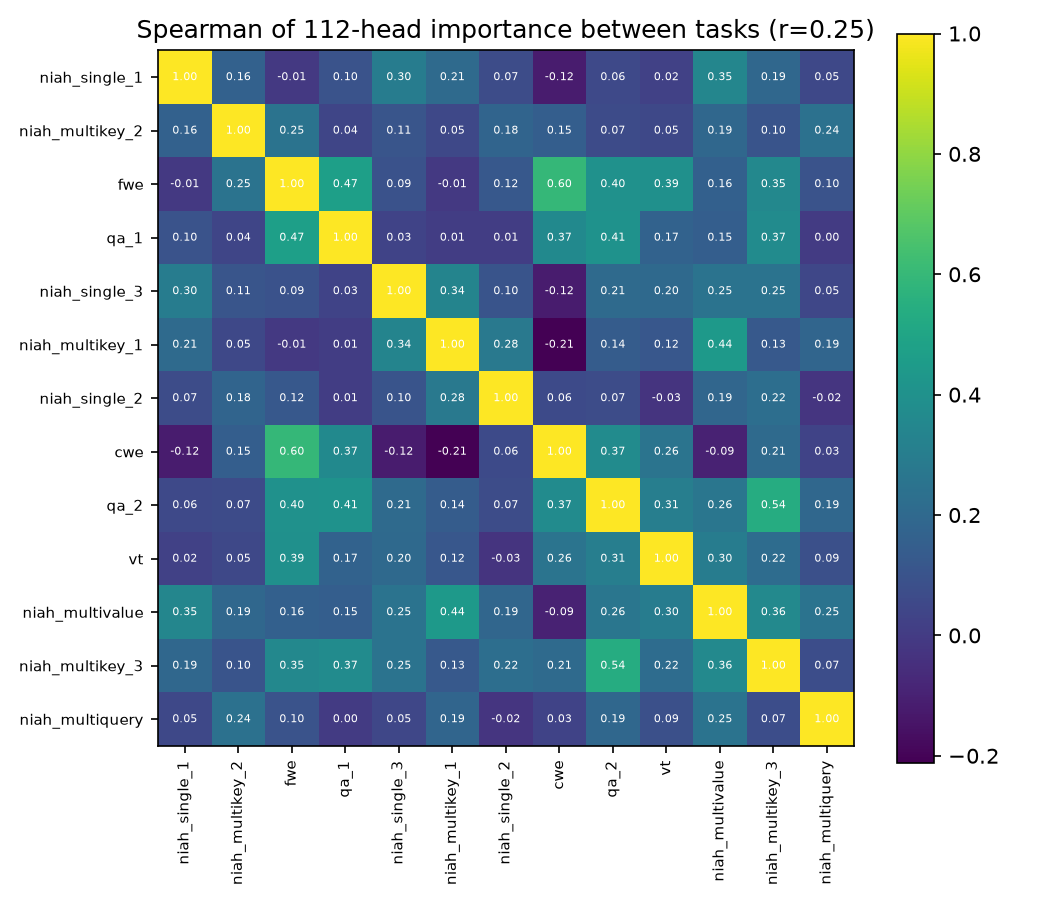 Spearman of 112-head importance between tasks (r=0.25)
niah_single_1 1.00 0.16 -0.01 0.10 0.30 0.21 0.07 -0.12 0.06 0.02 0.35 0.19 0.05
niah_multikey_2 0.16 1.00 0.25 0.04 0.11 0.05 0.18 0.15 0.07 0.05 0.19 0.10 0.24
fwe -0.01 0.25 1.00 0.47 0.09 -0.01 0.12 0.60 0.40 0.39 0.16 0.35 0.10
qa_1 0.10 0.04 0.47 1.00 0.03 0.01 0.01 0.37 0.41 0.17 0.15 0.37 0.00
niah_single_3 0.30 0.11 0.09 0.03 1.00 0.34 0.10 -0.12 0.21 0.20 0.25 0.25 0.05
niah_multikey_1 0.21 0.05 -0.01 0.01 0.34 1.00 0.28 -0.21 0.14 0.12 0.44 0.13 0.19
niah_single_2 0.07 0.18 0.12 0.01 0.10 0.28 1.00 0.06 0.07 -0.03 0.19 0.22 -0.02
cwe -0.12 0.15 0.60 0.37 -0.12 -0.21 0.06 1.00 0.37 0.26 -0.09 0.21 0.03
qa_2 0.06 0.07 0.40 0.41 0.21 0.14 0.07 0.37 1.00 0.31 0.26 0.54 0.19
vt 0.02 0.05 0.39 0.17 0.20 0.12 -0.03 0.26 0.31 1.00 0.30 0.22 0.09
niah_multivalue 0.35 0.19 0.16 0.15 0.25 0.44 0.19 -0.09 0.26 0.30 1.00 0.36 0.25
niah_multikey_3 0.19 0.10 0.35 0.37 0.25 0.13 0.22 0.21 0.54 0.22 0.36 1.00 0.07
niah_multiquery 0.05 0.24 0.10 0.00 0.05 0.19 -0.02 0.03 0.19 0.09 0.25 0.07 1.00
niah_single_1
niah_multikey_2
fwe
qa_1
niah_single_3
niah_multikey_1
niah_single_2
cwe
qa_2
vt
niah_multivalue
niah_multikey_3
niah_multiquery
1.0
0.8
0.6
0.4
0.2
0.0
−0.2